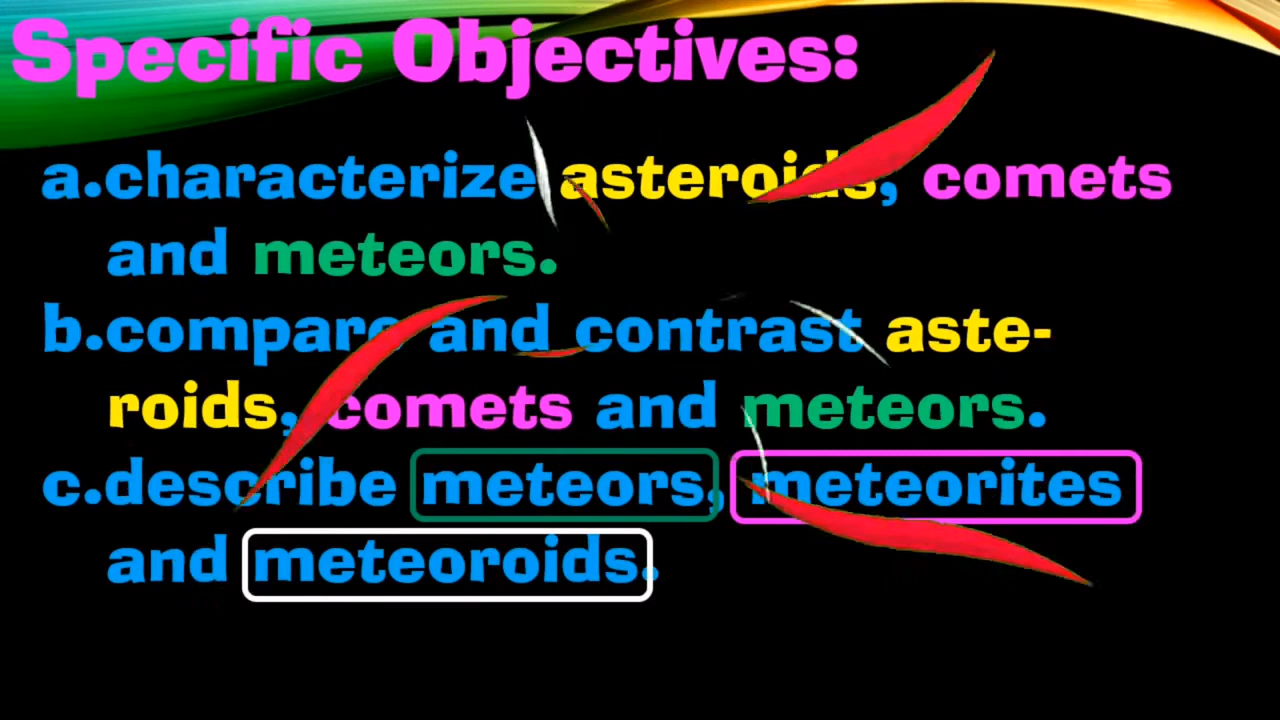 Specific Objectives:
a.characterize asteroids, comets
and meteors.
b.compare and contrast aste-
roids, comets and meteors.
c.describe meteors, meteorites
and meteoroids.